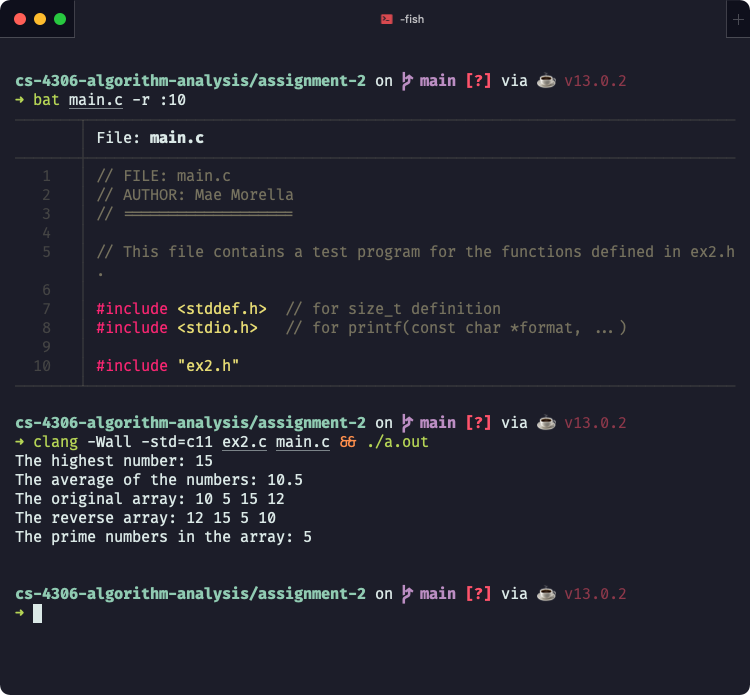 -fish
cs-4306-algorithm-analysis/assignment-2 on main [?] via ☕ v13.0.2
➜ bat main.c -r :10
File: main.c
1 // FILE: main.c
2 // AUTHOR: Mae Morella
3 // ===================
4
5 // This file contains a test program for the functions defined in ex2.h
.
6
7 #include <stddef.h>  // for size_t definition
8 #include <stdio.h>   // for printf(const char *format, ...)
9
10 #include "ex2.h"
cs-4306-algorithm-analysis/assignment-2 on main [?] via ☕ v13.0.2
➜ clang -Wall -std=c11 ex2.c main.c && ./a.out
The highest number: 15
The average of the numbers: 10.5
The original array: 10 5 15 12
The reverse array: 12 15 5 10
The prime numbers in the array: 5
cs-4306-algorithm-analysis/assignment-2 on main [?] via ☕ v13.0.2
➜